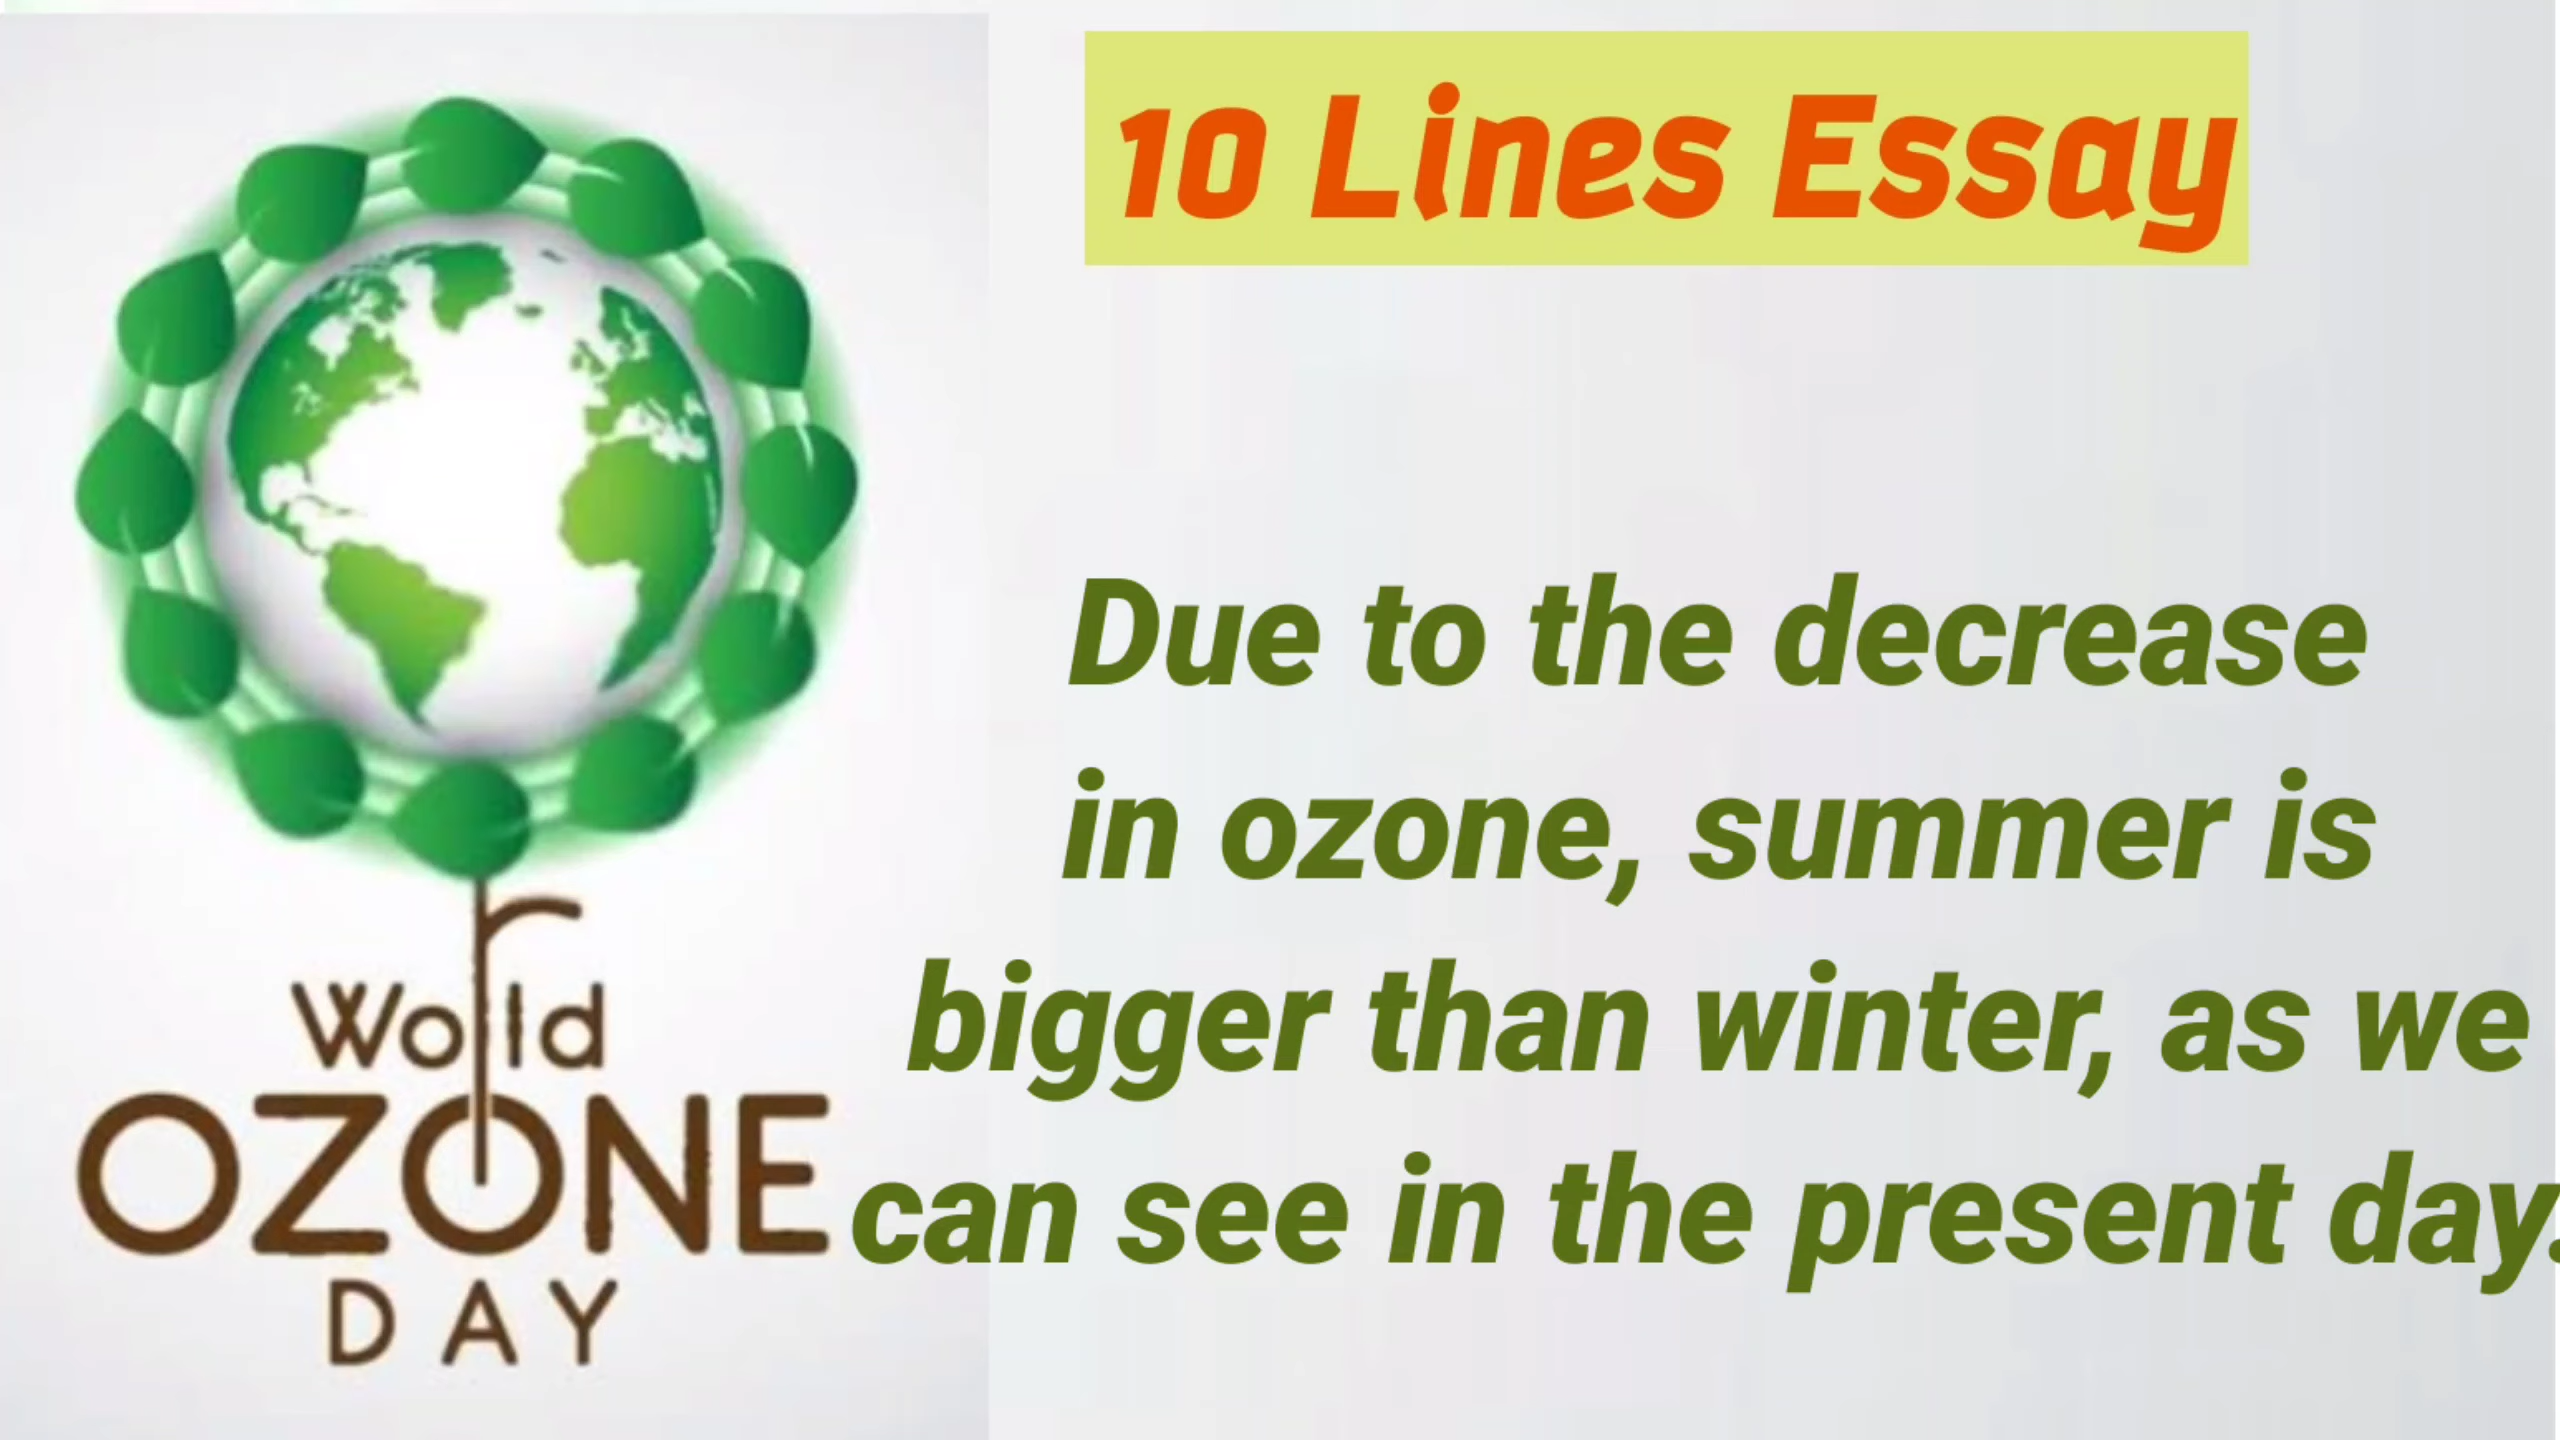 10 Lines Essay
Due to the decrease
in ozone, summer is
bigger than winter, as we
can see in the present day.
World
OZONE
DAY